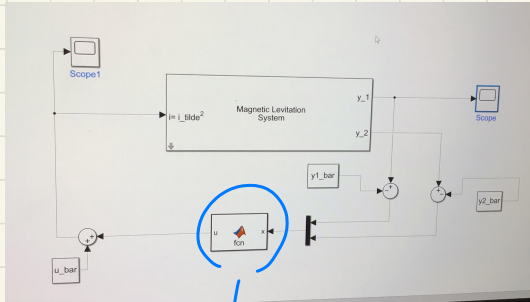 Scope1
i= i_tilde²
Magnetic Levitation
System
y_1
y_2
Scope
y1_bar
y2_bar
u
fcn
x
u_bar